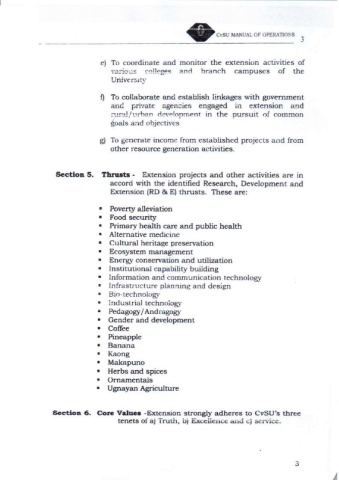 CvSU MANUAL OF OPERATIONS 3
e) To coordinate and monitor the extension activities of
various colleges and branch campuses of the
University
f) To collaborate and establish linkages with government
and private agencies engaged in extension and
rural/urban development in the pursuit of common
goals and objectives
g) To generate income from established projects and from
other resource generation activities.
Section 5. Thrusts - Extension projects and other activities are in
accord with the identified Research, Development and
Extension (RD & E) thrusts. These are:
• Poverty alleviation
• Food security
• Primary health care and public health
• Alternative medicine
• Cultural heritage preservation
• Ecosystem management
• Energy conservation and utilization
• Institutional capability building
• Information and communication technology
• Infrastructure planning and design
• Bio-technology
• Industrial technology
• Pedagogy/Andragogy
• Gender and development
• Coffee
• Pineapple
• Banana
• Kaong
• Makapuno
• Herbs and spices
• Ornamentals
• Ugnayan Agriculture
Section 6. Core Values -Extension strongly adheres to CvSU's three
tenets of a) Truth, b) Excellence and c) service.
3